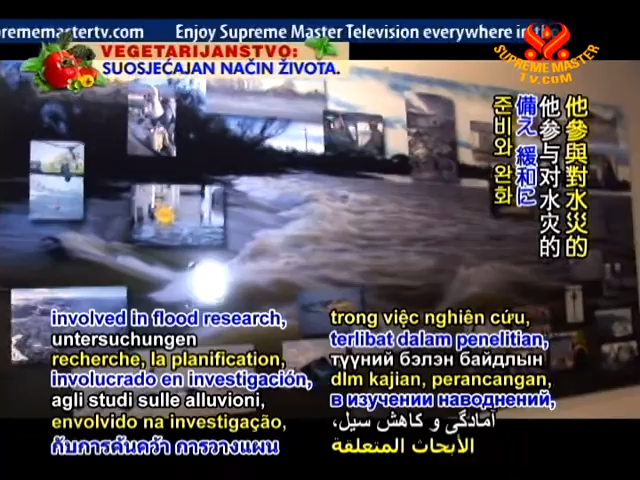 prememastertv.com Enjoy Supreme Master Television everywhere in the
VEGETARIJANSTVO:
SUOSJEĆAJAN NAČIN ŽIVOTA.
SUPREME MASTER
TV.COM
他參與對水災的
他参与对水灾的
備え 緩和に
준비와 완화
involved in flood research,
untersuchungen
recherche, la planification,
involucrado en investigación,
agli studi sulle alluvioni,
envolvido na investigação,
กับการค้นคว้า การวางแผน
trong việc nghiên cứu,
terlibat dalam penelitian,
түүний бэлэн байдлын
dlm kajian, perancangan,
в изучении наводнений,
آمادگی و کاهش سیل،
الأبحاث المتعلقة